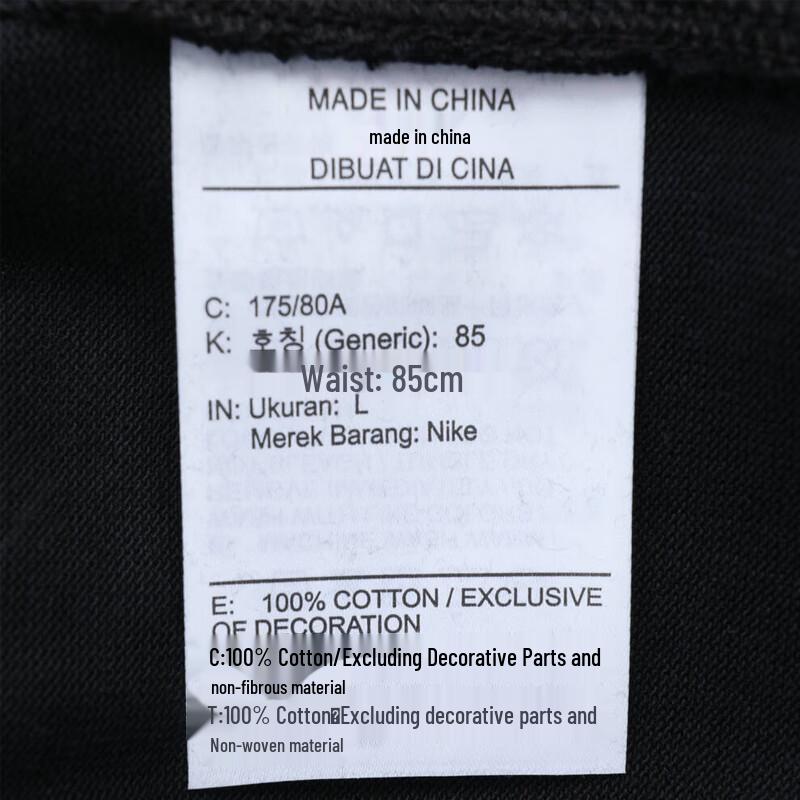 MADE IN CHINA
made in china
DIBUAT DI CINA
C: 175/80A
K: 호칭 (Generic): 85
Waist: 85cm
IN: Ukuran: L
Merek Barang: Nike
E: 100% COTTON / EXCLUSIVE
OF DECORATION
C:100% Cotton/Excluding Decorative Parts and
non-fibrous material
T:100% Cotton Excluding decorative parts and
Non-woven material